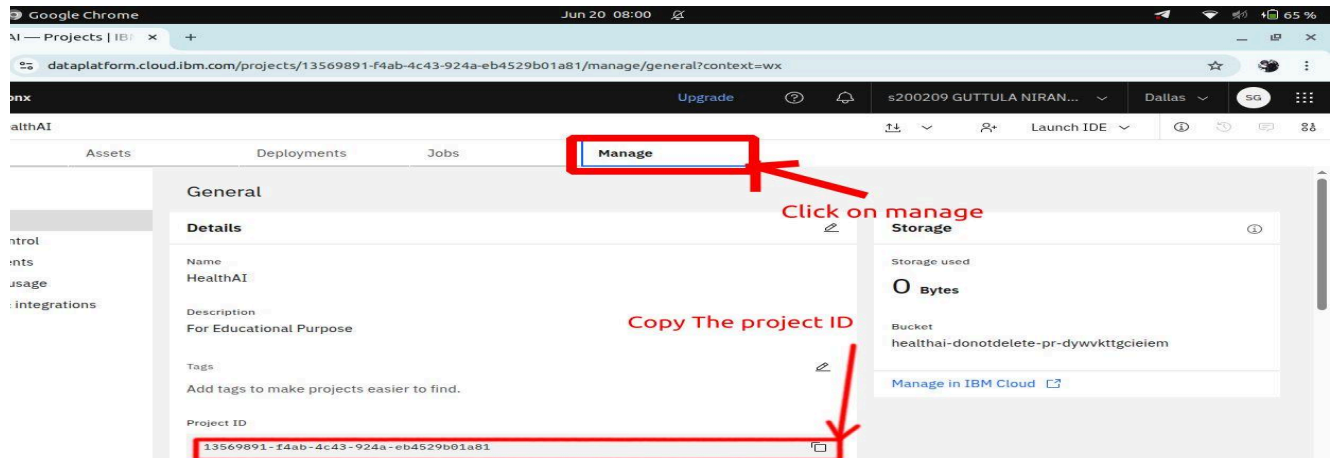 Google Chrome Jun 20 08:00 65 %
AI — Projects | IB
dataplatform.cloud.ibm.com/projects/13569891-f4ab-4c43-924a-eb4529b01a81/manage/general?context=wx
onx Upgrade s200209 GUTTULA NIRAN... Dallas SG
althAI Launch IDE
Assets Deployments Jobs Manage
General
Click on manage
Details Storage
ntrol
Name Storage used
ents
HealthAI
usage
0 Bytes
integrations
Description
For Educational Purpose
Copy The project ID
Bucket
healthai-donotdelete-pr-dywvkttgcieiem
Tags
Add tags to make projects easier to find.
Manage in IBM Cloud
Project ID
13569891-f4ab-4c43-924a-eb4529b01a81